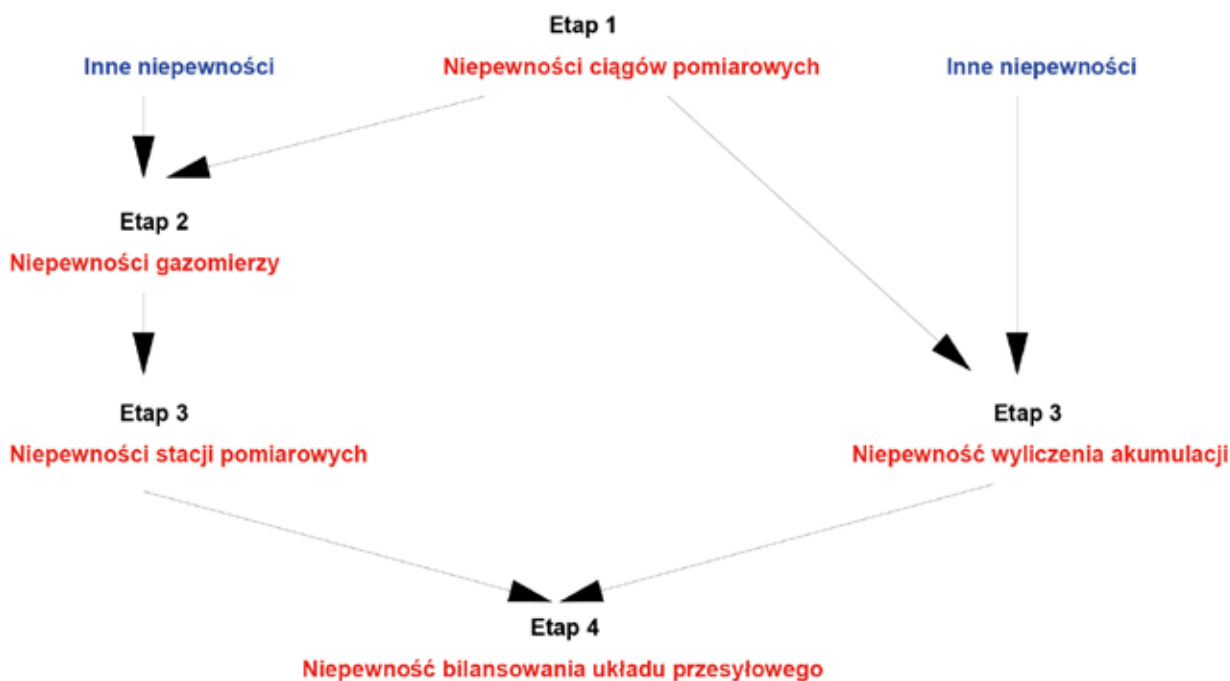 Etap 1
Inne niepewności
Niepewności ciągów pomiarowych
Inne niepewności
Etap 2
Niepewności gazomierzy
Etap 3
Niepewności stacji pomiarowych
Etap 3
Niepewność wyliczenia akumulacji
Etap 4
Niepewność bilansowania układu przesyłowego